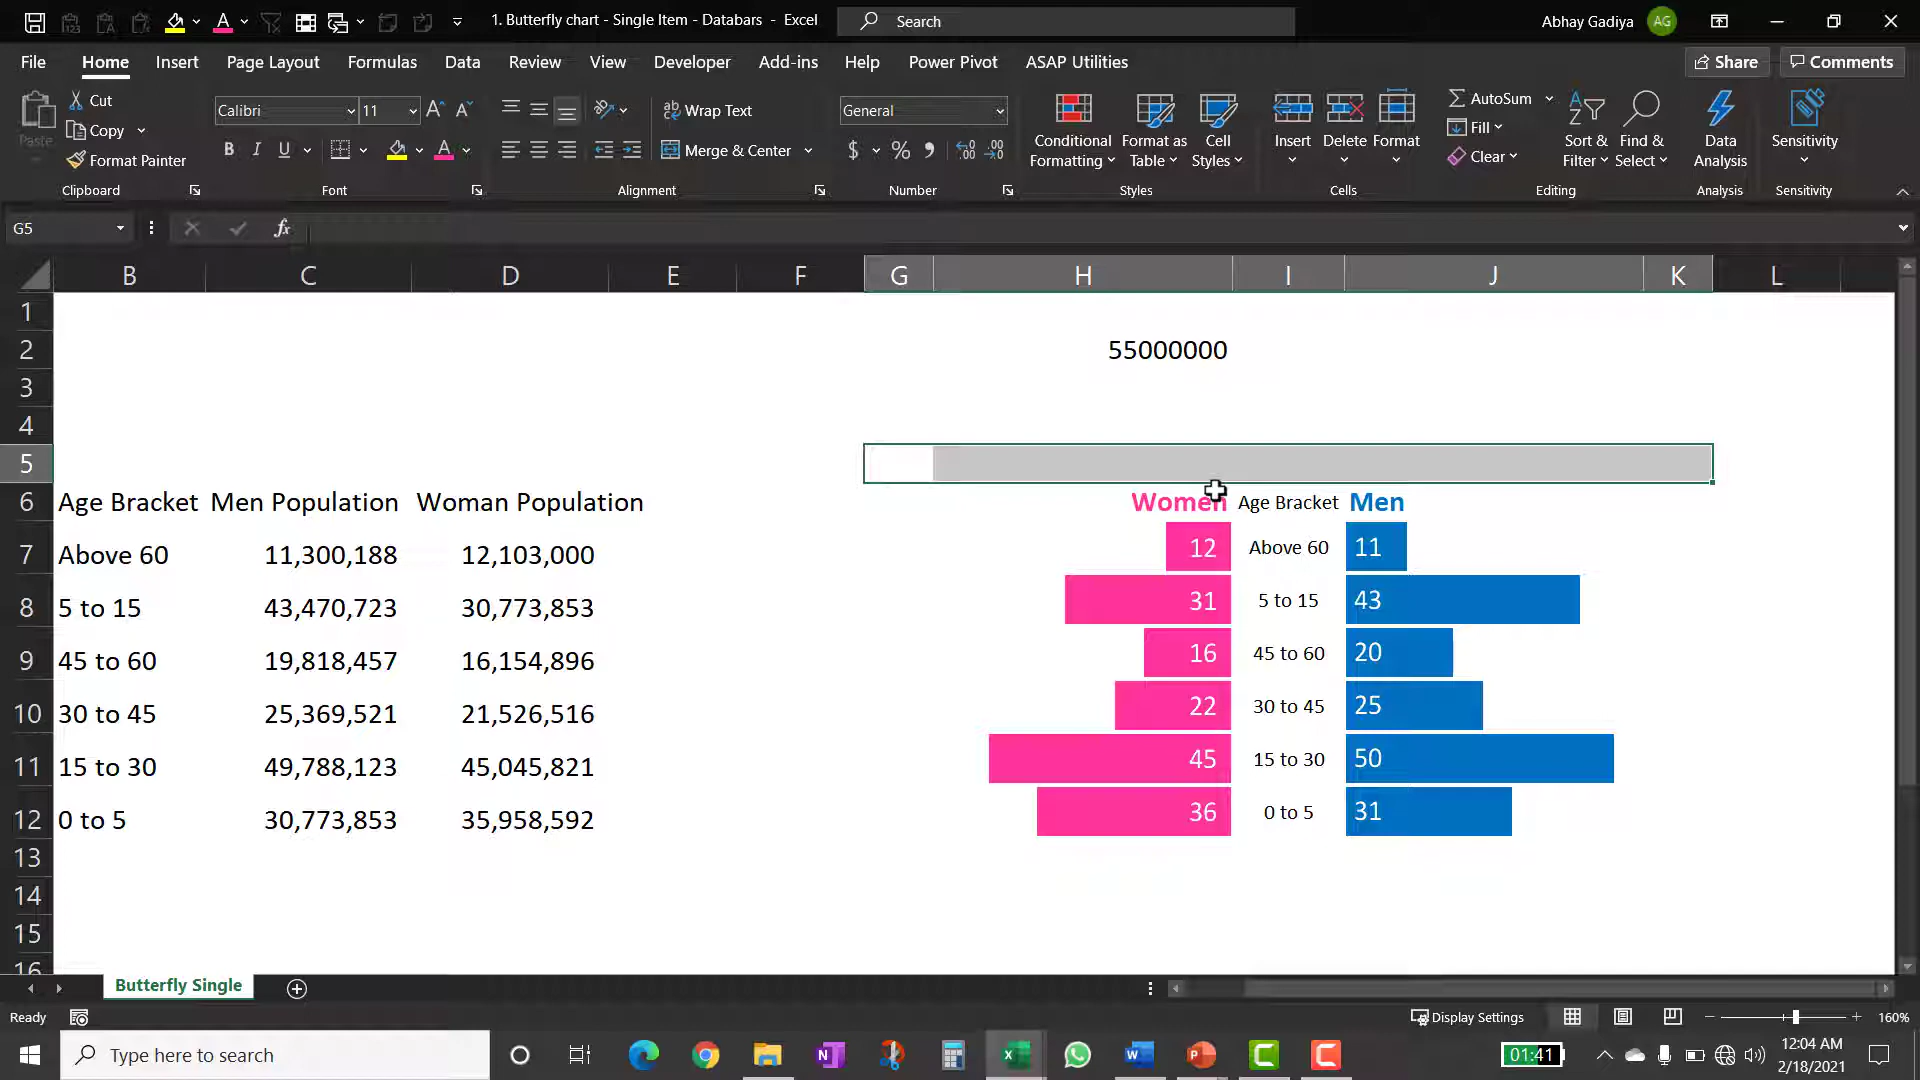 1. Butterfly chart - Single Item - Databars - Excel
Search
Abhay Gadiya
AG
File
Home
Insert
Page Layout
Formulas
Data
Review
View
Developer
Add-ins
Help
Power Pivot
ASAP Utilities
Share
Comments
Paste
Cut
Copy
Format Painter
Clipboard
Calibri
11
B I U
Font
Wrap Text
Merge & Center
Alignment
General
$ % 9
Number
Conditional
Formatting
Format as
Table
Cell
Styles
Styles
Insert
Delete
Format
Cells
AutoSum
Fill
Clear
Sort &
Filter
Find &
Select
Editing
Data
Analysis
Analysis
Sensitivity
Sensitivity
G5
fx
B C D E F G H I J K L
1
2 55000000
3
4
5
6 Age Bracket Men Population Woman Population Women Age Bracket Men
7 Above 60 11,300,188 12,103,000 12 Above 60 11
8 5 to 15 43,470,723 30,773,853 31 5 to 15 43
9 45 to 60 19,818,457 16,154,896 16 45 to 60 20
10 30 to 45 25,369,521 21,526,516 22 30 to 45 25
11 15 to 30 49,788,123 45,045,821 45 15 to 30 50
12 0 to 5 30,773,853 35,958,592 36 0 to 5 31
13
14
15
16
Butterfly Single
Ready
Display Settings
160%
Type here to search
01:41
12:04 AM
2/18/2021